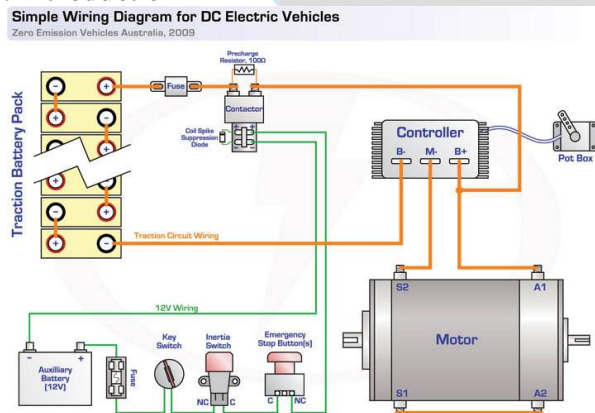 Simple Wiring Diagram for DC Electric Vehicles
Zero Emission Vehicles Australia, 2009
Precharge
Resistor, 100Ω
Fuse
Contactor
Coil Spike
Suppression
Diode
Traction Battery Pack
Controller
B- M- B+
Pot Box
Traction Circuit Wiring
12V Wiring
S2 A1
Motor
S1 A2
Key
Switch
Inertia
Switch
Emergency
Stop Button(s)
Auxiliary
Battery
(12V)
Fuse
NC C
C NC